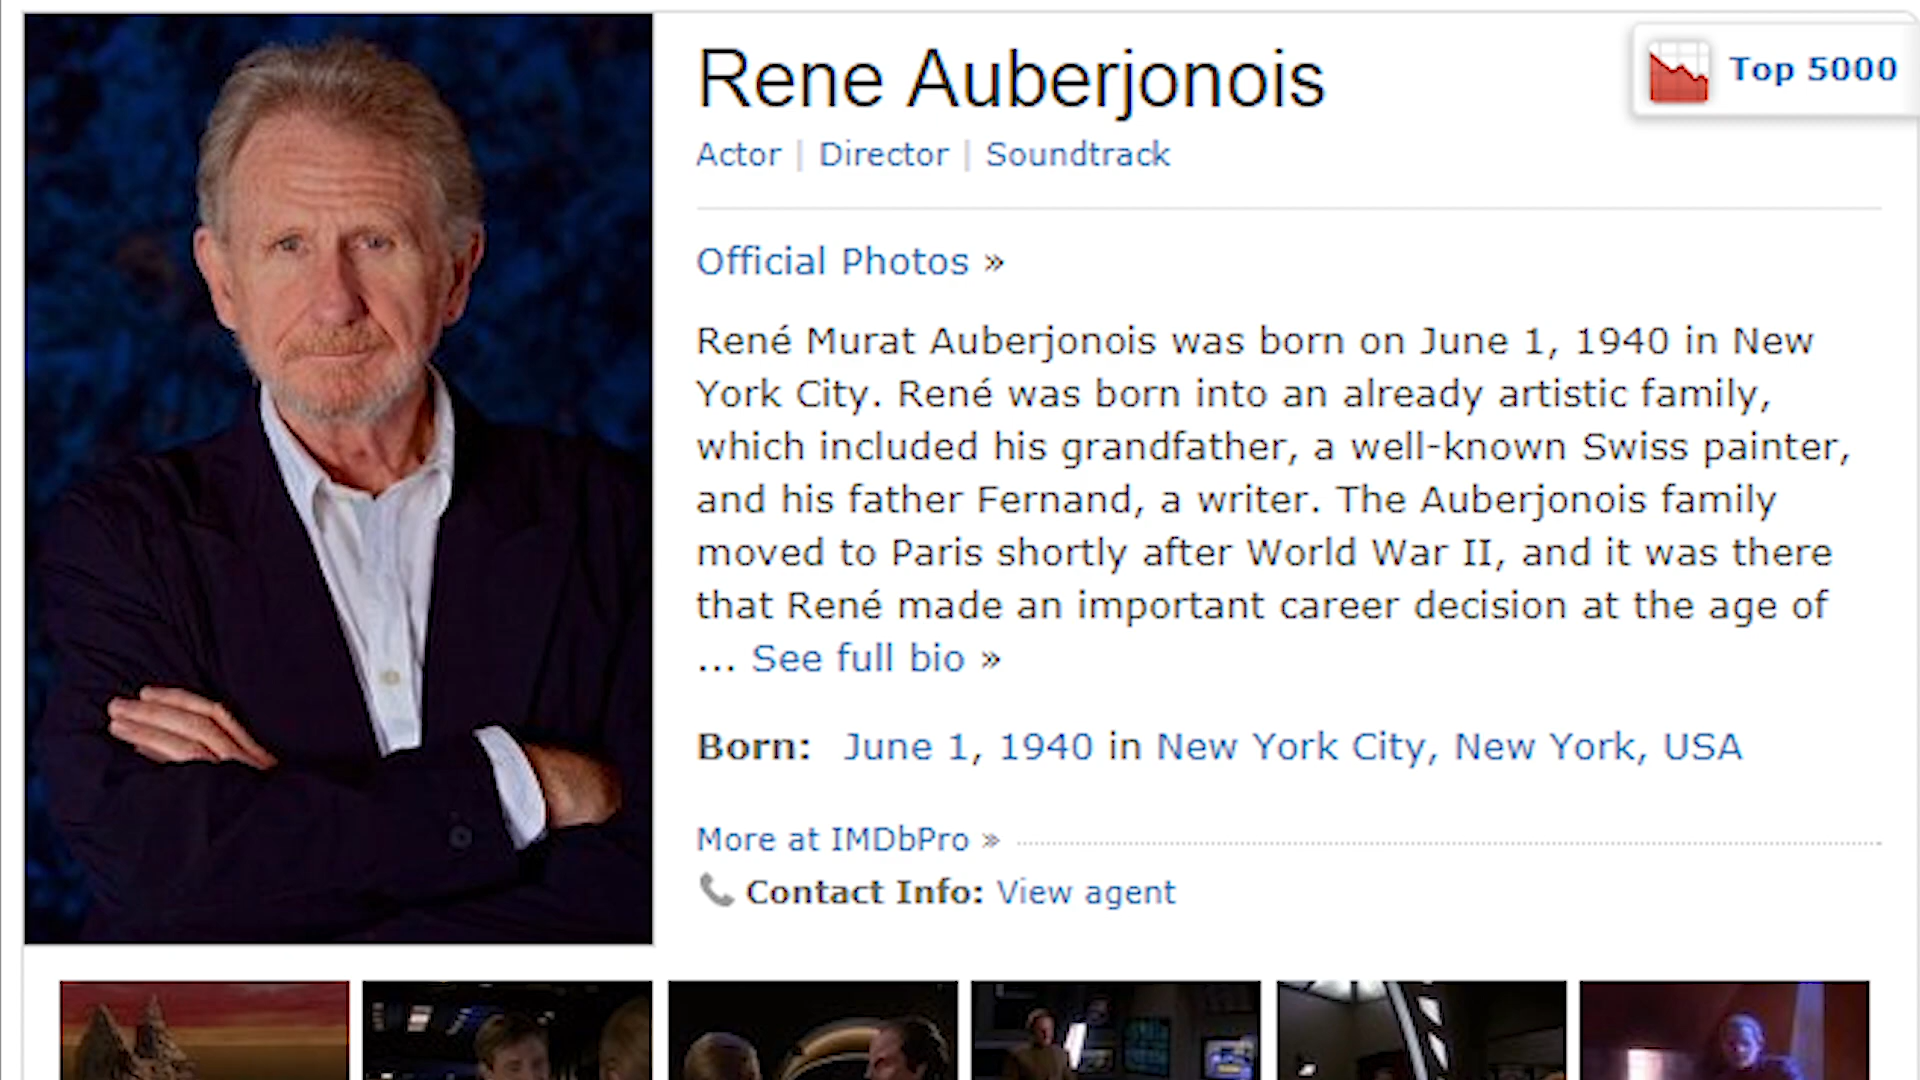 Rene Auberjonois
Top 5000
Actor | Director | Soundtrack
Official Photos »
René Murat Auberjonois was born on June 1, 1940 in New
York City. René was born into an already artistic family,
which included his grandfather, a well-known Swiss painter,
and his father Fernand, a writer. The Auberjonois family
moved to Paris shortly after World War II, and it was there
that René made an important career decision at the age of
... See full bio »
Born: June 1, 1940 in New York City, New York, USA
More at IMDbPro »
Contact Info: View agent